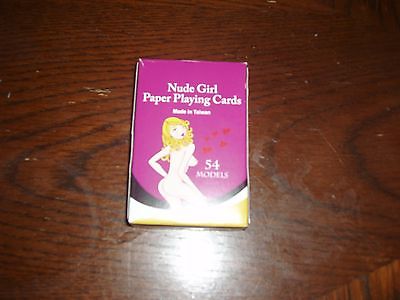 Nude Girl
Paper Playing Cards
Made in Taiwan
54
MODELS